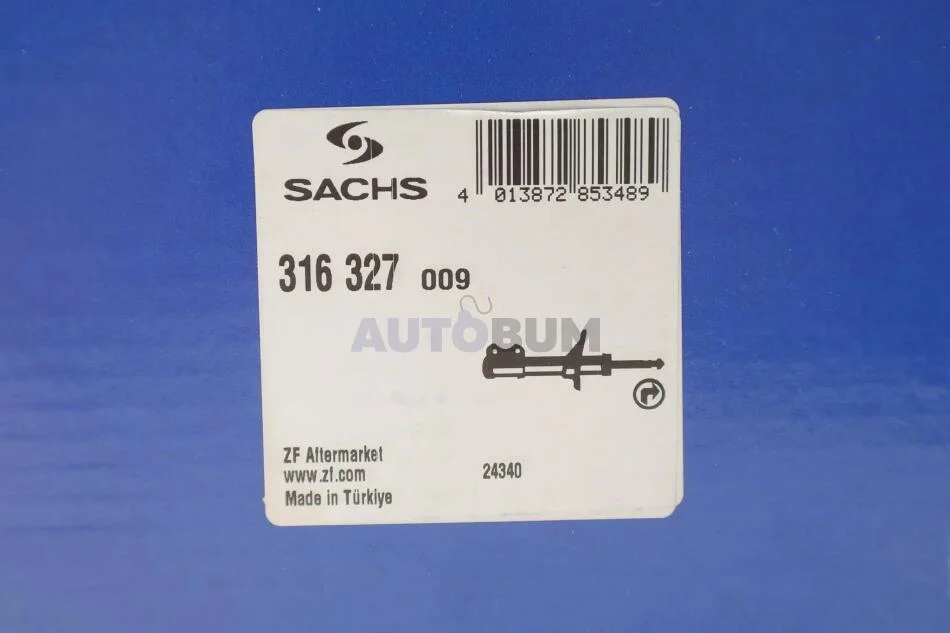 SACHS
4 013872 853489
316 327 009
AUTOBUM
ZF Aftermarket
www.zf.com
Made in Türkiye
24340